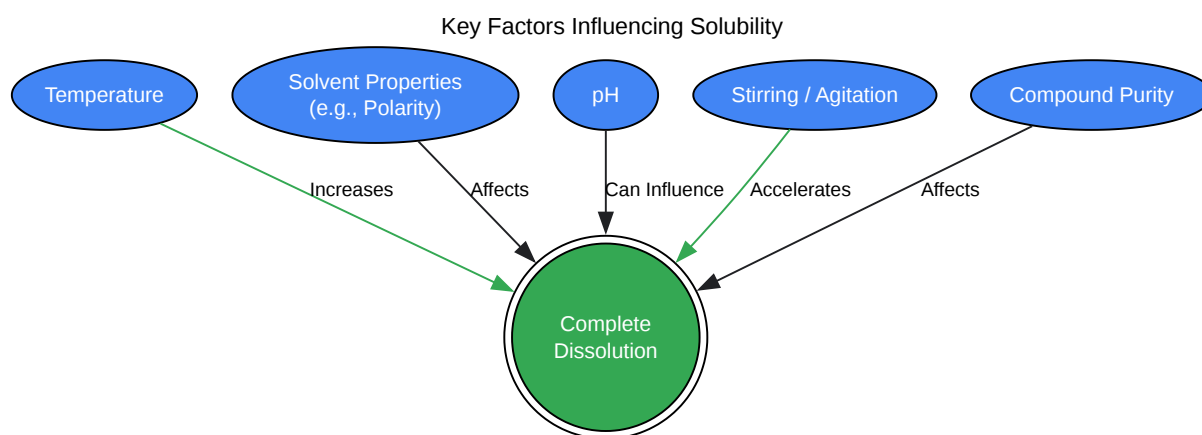 Key Factors Influencing Solubility
Temperature
Solvent Properties
(e.g., Polarity)
pH
Stirring / Agitation
Compound Purity
Increases
Affects
Can Influence
Accelerates
Affects
Complete
Dissolution